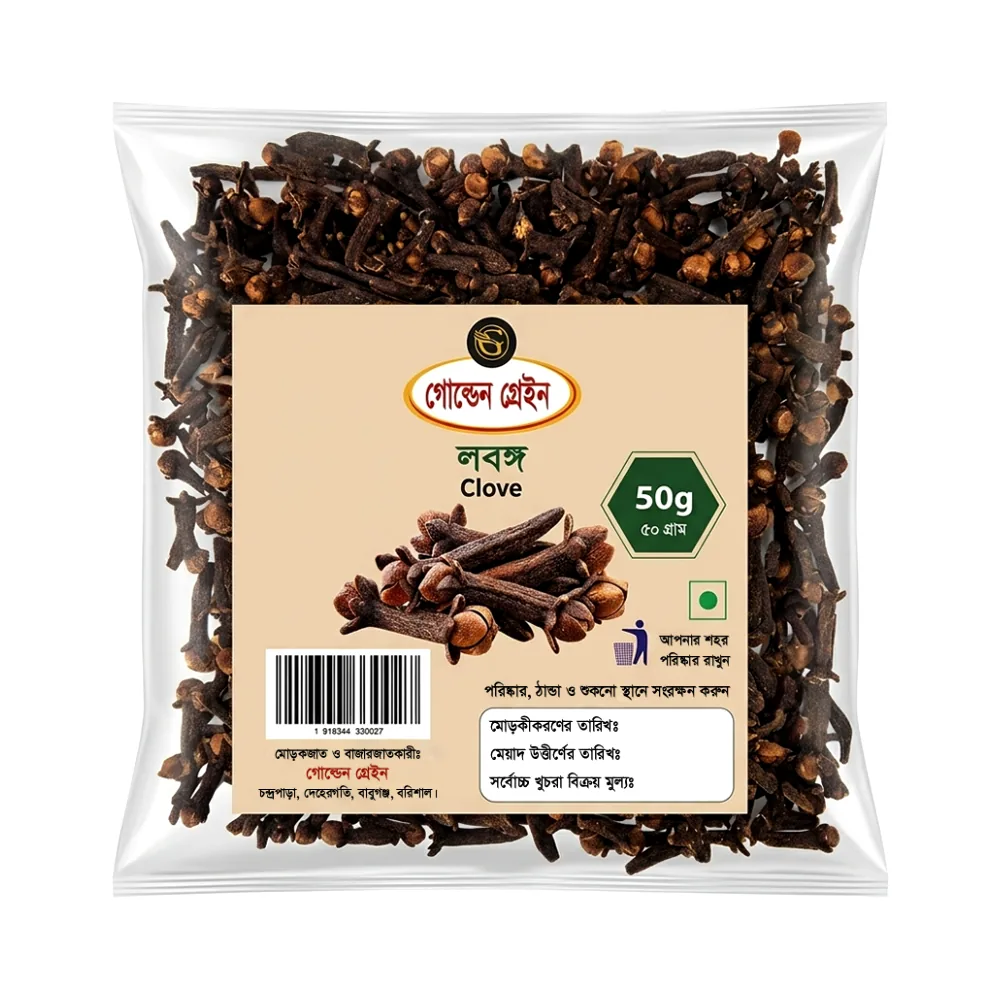 গোল্ডেন গ্রেইন
লবঙ্গ
Clove
50g
৫০ গ্রাম
আপনার শহর
পরিষ্কার রাখুন
পরিষ্কার, ঠান্ডা ও শুকনো স্থানে সংরক্ষন করুন
মোড়কীকরণের তারিখঃ
মেয়াদ উত্তীর্ণের তারিখঃ
সর্বোচ্চ খুচরা বিক্রয় মুল্যঃ
1 918344 330027
মোড়কজাত ও বাজারজাতকারীঃ
গোল্ডেন গ্রেইন
চন্দ্রপাড়া, দেহেরগতি, বাবুগঞ্জ, বরিশাল।